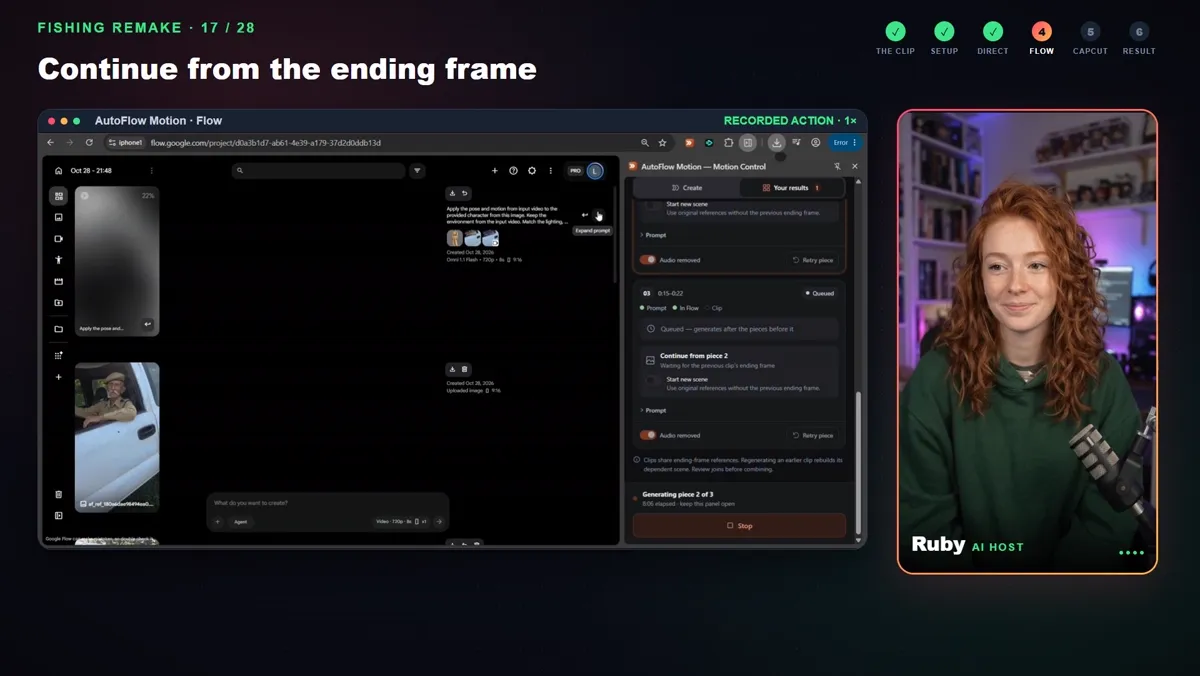 FISHING REMAKE · 17 / 28
Continue from the ending frame
✓ ✓ ✓ 4 5 6
THE CLIP SETUP DIRECT FLOW CAPCUT RESULT
AutoFlow Motion · Flow
RECORDED ACTION · 1×
iphone!
flow.google.com/project/d0a3b1d7-ab61-4e39-a179-37d2d0ddb13d
Error
Oct 28 - 21:48
PRO
L
22%
Apply the pose and...
Apply the pose and motion from input video to the
provided character from this image. Keep the
environment from the input video. Match the lighting, ...
Expand prompt
Created Oct 28, 2026
Omni 1.1 Flash • 720p • 8s 9:16
Created Oct 28, 2026
Uploaded Image 9:16
What do you want to create?
Agent
Video · 720p · 8s x1
AutoFlow Motion — Motion Control
Create
Your results 1
Start new scene
Use original references without the previous ending frame.
Prompt
Audio removed
Retry piece
03 0:15–0:22
Queued
Prompt In Flow Clip
Queued — generates after the pieces before it
Continue from piece 2
Waiting for the previous clip's ending frame
Start new scene
Use original references without the previous ending frame.
Prompt
Audio removed
Retry piece
Clips share ending-frame references. Regenerating an earlier clip rebuilds its
dependent scene. Review joins before combining.
Generating piece 2 of 3
8:06 elapsed · keep this panel open
Stop
Ruby AI HOST